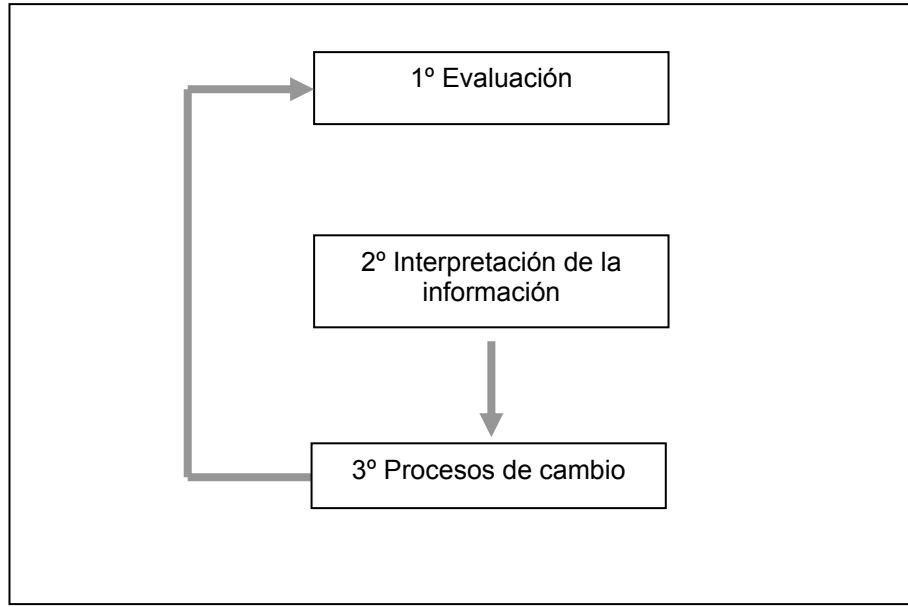 1º Evaluación
2º Interpretación de la
información
3º Procesos de cambio